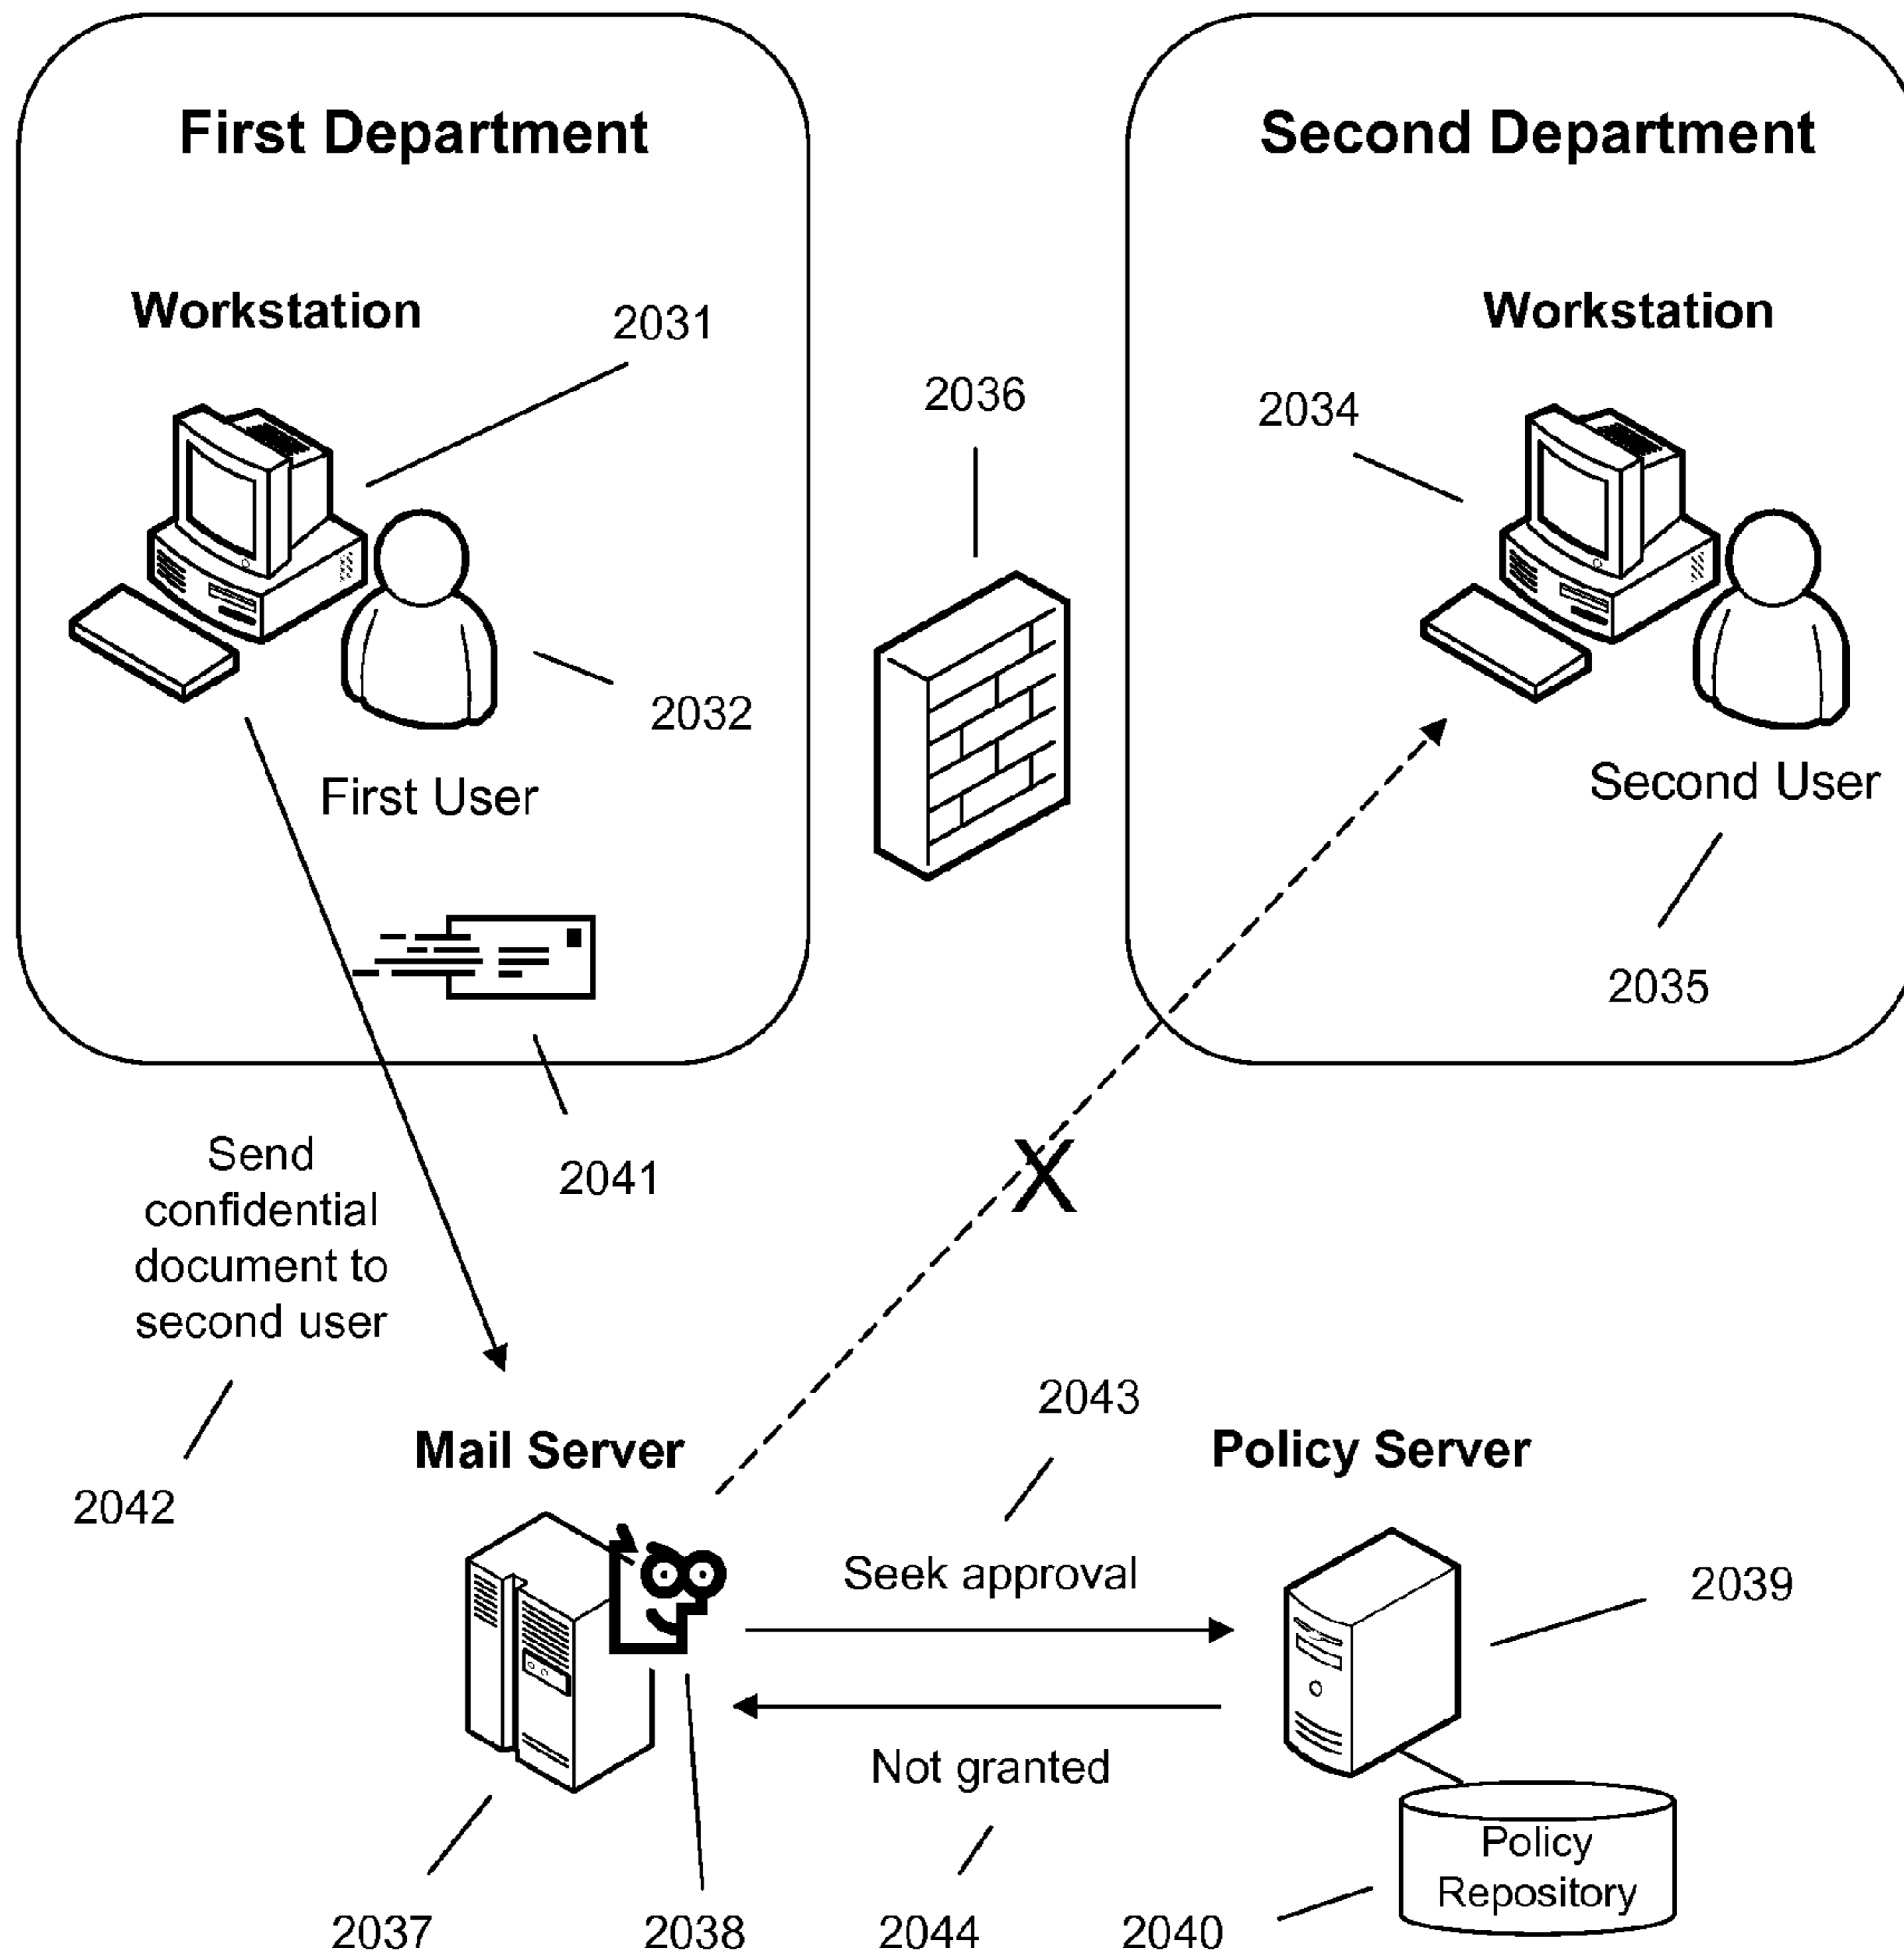 First Department
Second Department
Workstation
2031
Workstation
2036
2034
2032
First User
Second User
2035
2041
Send
confidential
document to
second user
X
2043
2042
Mail Server
Policy Server
Seek approval
2039
Not granted
Policy
Repository
2037
2038
2044
2040